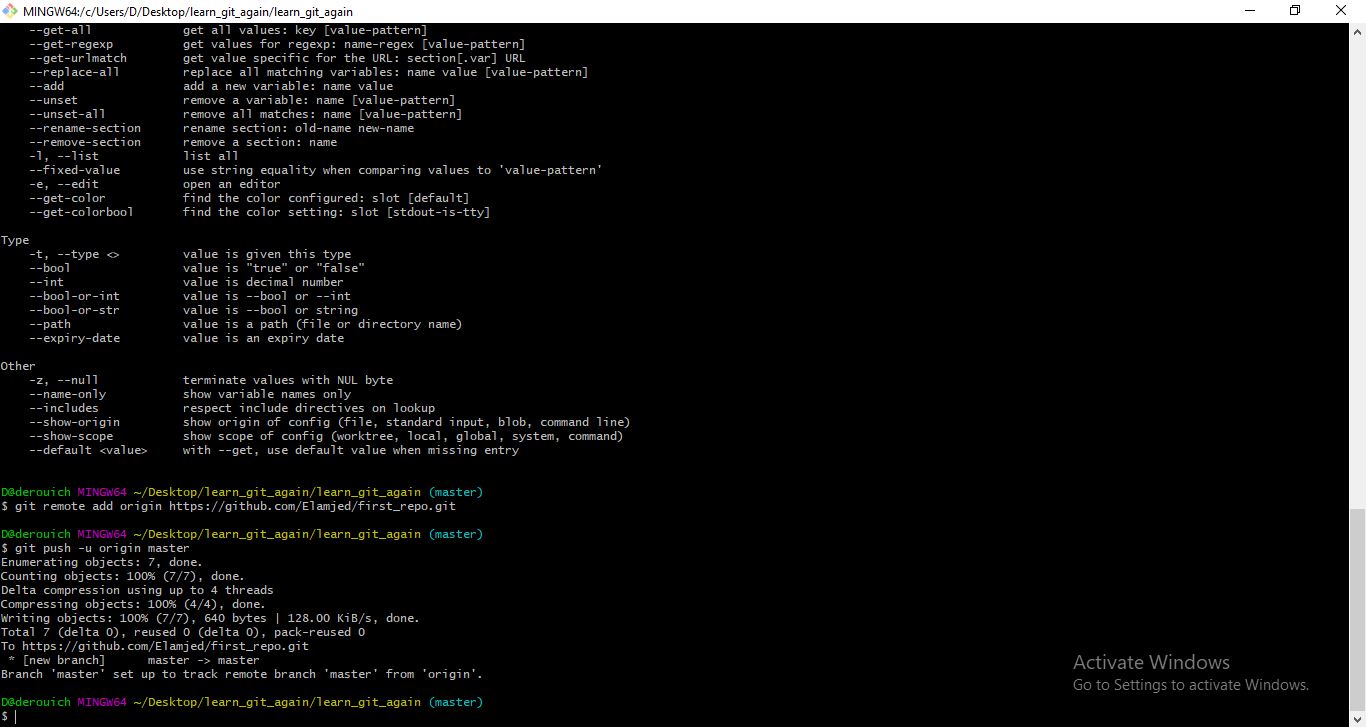 MINGW64:/c/Users/D/Desktop/learn_git_again/learn_git_again
--get-all get all values: key [value-pattern]
--get-regexp get values for regexp: name-regex [value-pattern]
--get-urlmatch get value specific for the URL: section[.var] URL
--replace-all replace all matching variables: name value [value-pattern]
--add add a new variable: name value
--unset remove a variable: name [value-pattern]
--unset-all remove all matches: name [value-pattern]
--rename-section rename section: old-name new-name
--remove-section remove a section: name
-l, --list list all
--fixed-value use string equality when comparing values to 'value-pattern'
-e, --edit open an editor
--get-color find the color configured: slot [default]
--get-colorbool find the color setting: slot [stdout-is-tty]
Type
-t, --type <> value is given this type
--bool value is "true" or "false"
--int value is decimal number
--bool-or-int value is --bool or --int
--bool-or-str value is --bool or string
--path value is a path (file or directory name)
--expiry-date value is an expiry date
Other
-z, --null terminate values with NUL byte
--name-only show variable names only
--includes respect include directives on lookup
--show-origin show origin of config (file, standard input, blob, command line)
--show-scope show scope of config (worktree, local, global, system, command)
--default <value> with --get, use default value when missing entry
D@derouich MINGW64 ~/Desktop/learn_git_again/learn_git_again (master)
$ git remote add origin https://github.com/Elamjed/first_repo.git
D@derouich MINGW64 ~/Desktop/learn_git_again/learn_git_again (master)
$ git push -u origin master
Enumerating objects: 7, done.
Counting objects: 100% (7/7), done.
Delta compression using up to 4 threads
Compressing objects: 100% (4/4), done.
Writing objects: 100% (7/7), 640 bytes | 128.00 KiB/s, done.
Total 7 (delta 0), reused 0 (delta 0), pack-reused 0
To https://github.com/Elamjed/first_repo.git
* [new branch] master -> master
Branch 'master' set up to track remote branch 'master' from 'origin'.
D@derouich MINGW64 ~/Desktop/learn_git_again/learn_git_again (master)
$
Activate Windows
Go to Settings to activate Windows.